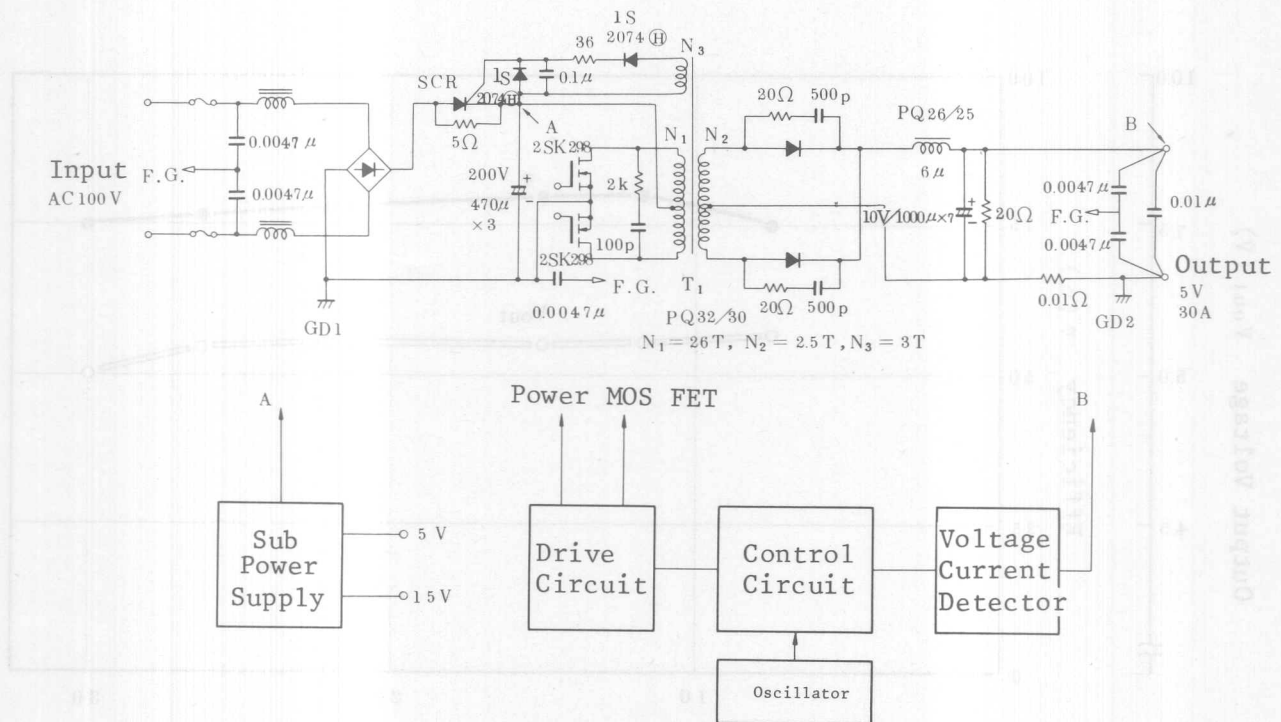 1S
2074 Ⓗ
36
N3
SCR
1S
2074Ⓗ
0.1μ
5Ω
A
20Ω
500p
PQ26/25
B
0.0047μ
2SK298
N1
N2
6μ
Input
AC100V
F.G.
0.0047μ
200V
470μ
×3
+
-
2k
0.0047μ
0.01μ
F.G.
0.0047μ
10V/1000μ×7
+
-
20Ω
100p
2SK298
F.G.
T1
20Ω
500p
0.01Ω
Output
5V
30A
GD1
0.0047μ
GD2
PQ32/30
N1 = 26T, N2 = 2.5T, N3 = 3T
A
Power MOS FET
B
Sub
Power
Supply
5V
15V
Drive
Circuit
Control
Circuit
Voltage
Current
Detector
Oscillator